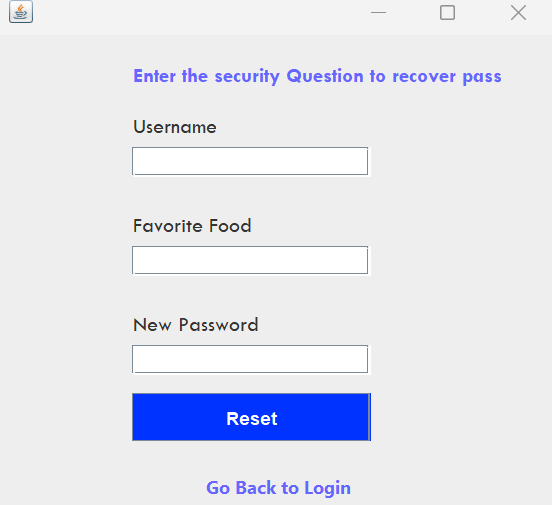 Enter the security Question to recover pass
Username
Favorite Food
New Password
Reset
Go Back to Login